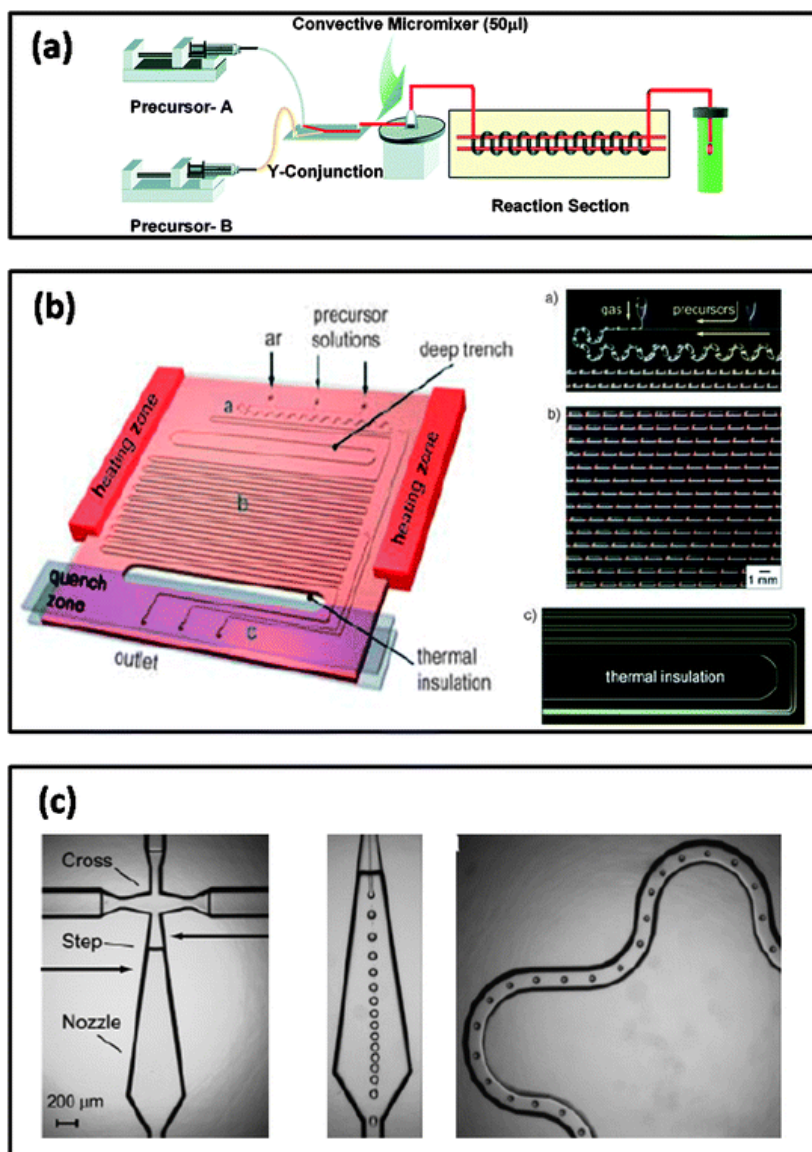 (a)
Convective Micromixer (50µl)
Precursor- A
Y-Conjunction
Precursor- B
Reaction Section
(b)
ar
precursor
solutions
deep trench
a
heating zone
heating zone
b
quench
zone
c
outlet
thermal
insulation
a)
gas
precursors
b)
1 mm
c)
thermal insulation
(c)
Cross
Step
Nozzle
200 µm